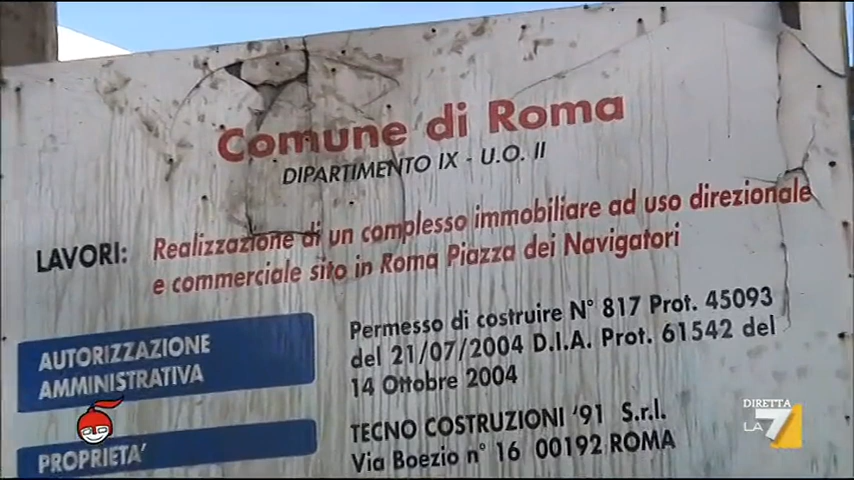 Comune di Roma
DIPARTIMENTO IX - U.O. II
LAVORI: Realizzazione di un complesso immobiliare ad uso direzionale
e commerciale sito in Roma Piazza dei Navigatori
AUTORIZZAZIONE
AMMINISTRATIVA
Permesso di costruire N° 817 Prot. 45093
del 21/07/2004 D.I.A. Prot. 61542 del
14 Ottobre 2004
PROPRIETA'
TECNO COSTRUZIONI '91 S.r.l.
Via Boezio n° 16 00192 ROMA
DIRETTA
LA 7